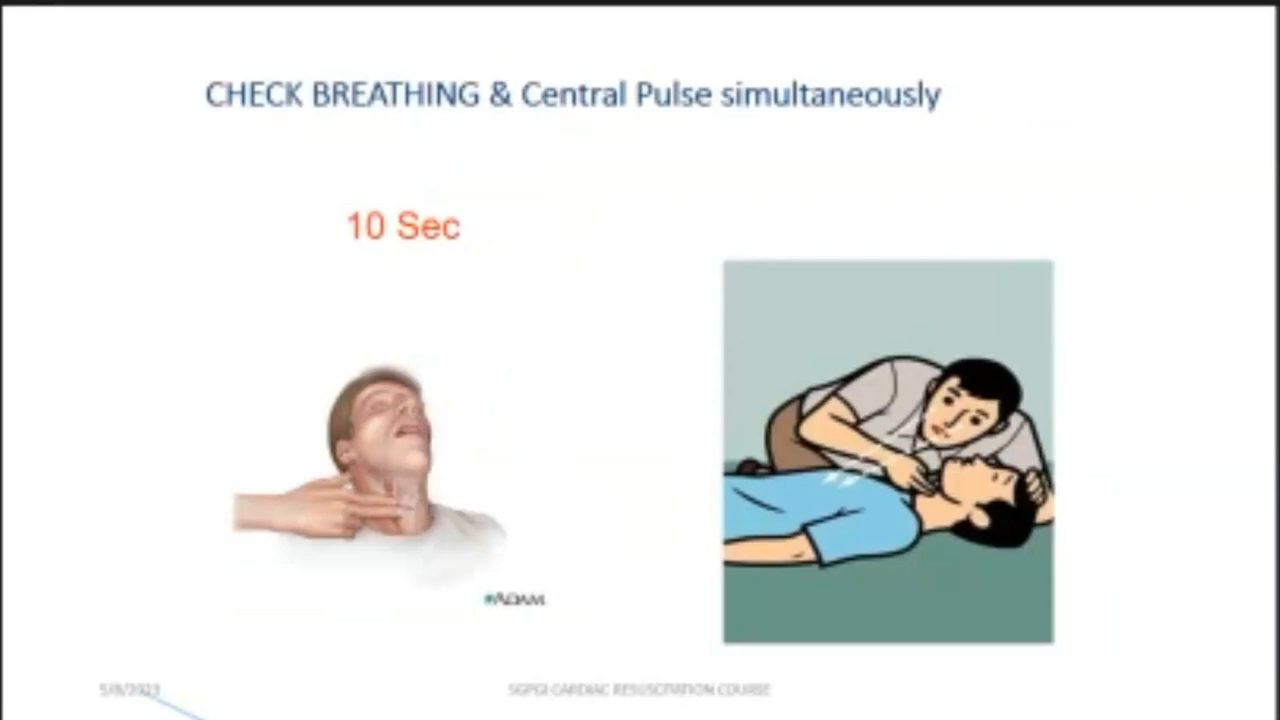 CHECK BREATHING & Central Pulse simultaneously
10 Sec
ADAM.
SGPGI CARDIAC RESUSCITATION COURSE